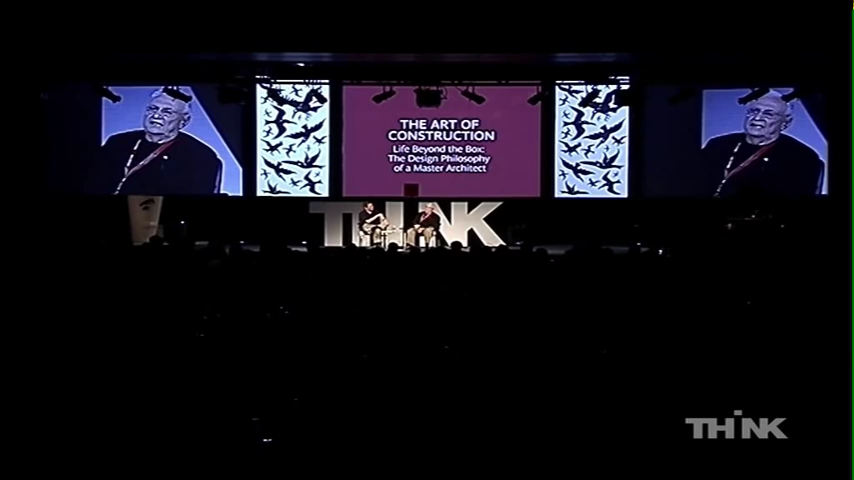 THE ART OF
CONSTRUCTION
Life Beyond the Box:
The Design Philosophy
of a Master Architect
THiNK
THiNK